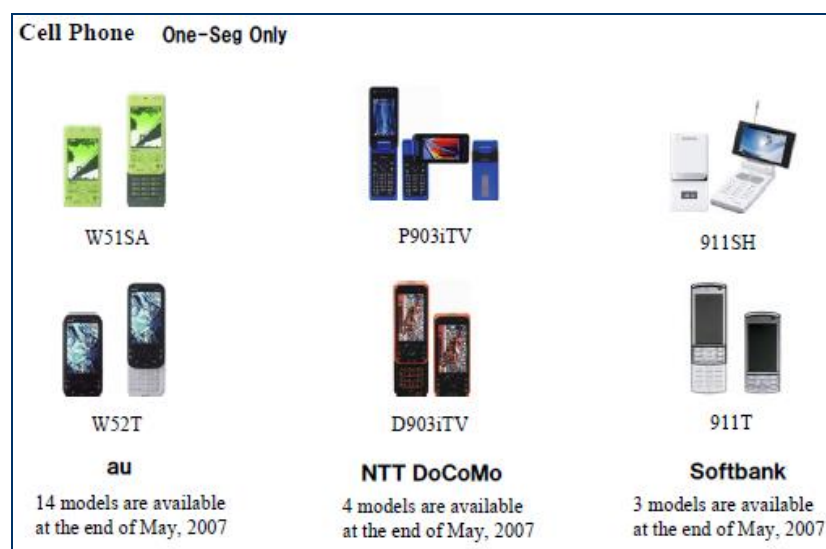 Cell Phone One-Seg Only
W51SA
P903iTV
911SH
W52T
D903iTV
911T
au
14 models are available
at the end of May, 2007
NTT DoCoMo
4 models are available
at the end of May, 2007
Softbank
3 models are available
at the end of May, 2007